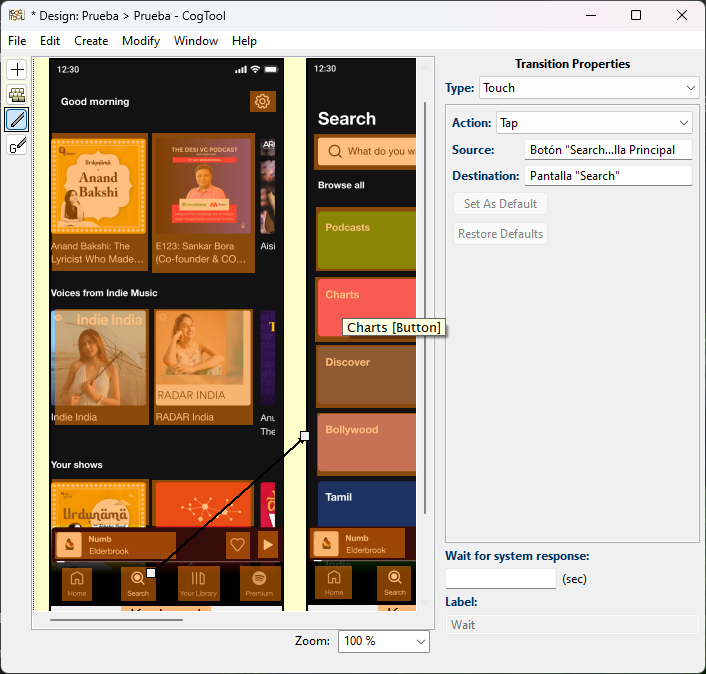 * Design: Prueba > Prueba - CogTool
File Edit Create Modify Window Help
12:30
Good morning
Urdunāmā
with
Anand
Bakshi
THE DESI VC PODCAST
Anand Bakshi: The
Lyricist Who Made...
E123: Sankar Bora
(Co-founder & CO...
Aisi
Voices from Indie Music
Indie India
Indie India
RADAR INDIA
RADAR INDIA
Anu
The
Your shows
Urdunāmā
Numb
Elderbrook
Home
Search
Your Library
Premium
12:30
Search
What do you wa
Browse all
Podcasts
Charts
Charts [Button]
Discover
Bollywood
Tamil
Numb
Elderbrook
Home
Search
Zoom: 100 %
Transition Properties
Type: Touch
Action: Tap
Source: Botón "Search...lla Principal
Destination: Pantalla "Search"
Set As Default
Restore Defaults
Wait for system response:
(sec)
Label:
Wait